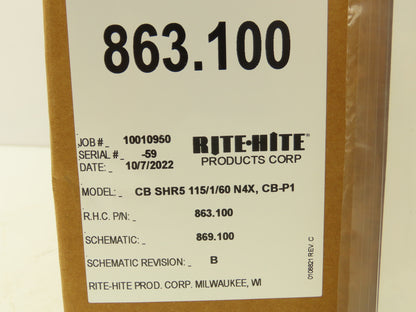 863.100
JOB # _ 10010950
SERIAL # _ -59
DATE: _ 10/7/2022
RITE-HITE®
PRODUCTS CORP
MODEL: _ CB SHR5 115/1/60 N4X, CB-P1
R.H.C. P/N: _ 863.100
SCHEMATIC: _ 869.100
SCHEMATIC REVISION: _ B
RITE-HITE PROD. CORP. MILWAUKEE, WI
0108621 REV. C